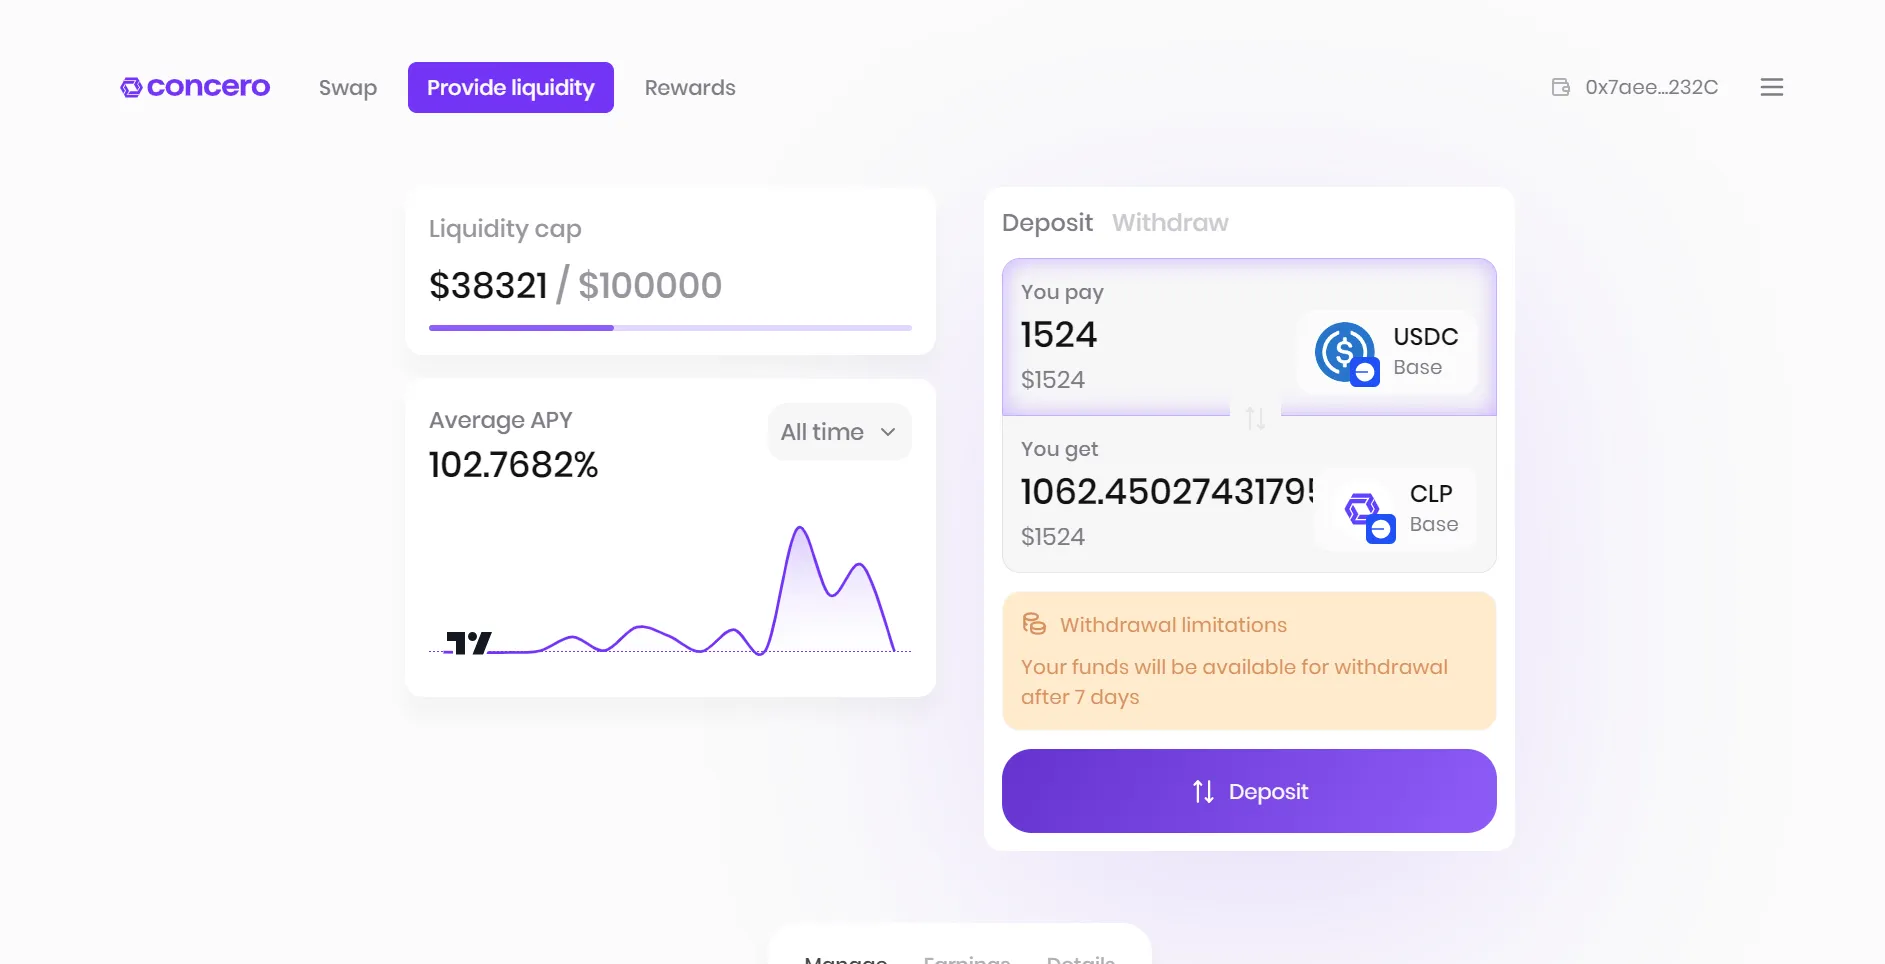 concero
Swap
Provide liquidity
Rewards
0x7aee...232C
Liquidity cap
$38321 / $100000
Average APY
102.7682%
All time
Deposit
Withdraw
You pay
1524
$1524
USDC
Base
You get
1062.45027431795
$1524
CLP
Base
Withdrawal limitations
Your funds will be available for withdrawal
after 7 days
Deposit
Manage
Earnings
Details